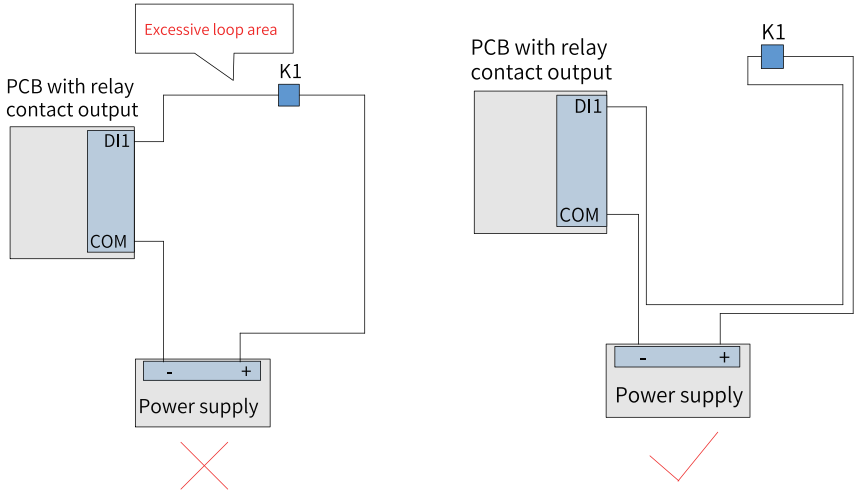 Excessive loop area
K1
PCB with relay
contact output
DI1
COM
- +
Power supply
K1
PCB with relay
contact output
DI1
COM
- +
Power supply